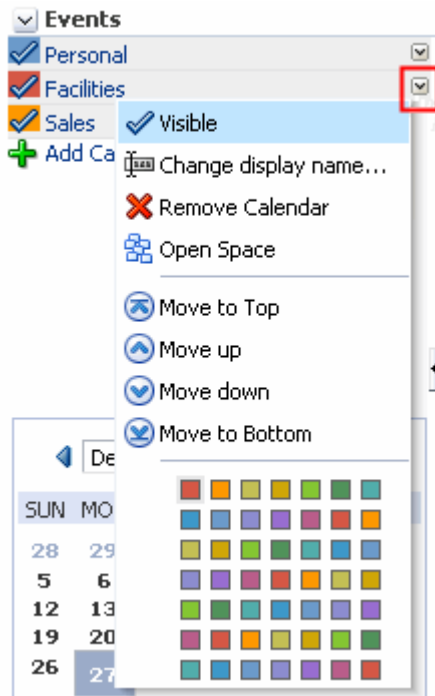 Events
Personal
Facilities
Sales
Add Ca
Visible
Change display name...
Remove Calendar
Open Space
Move to Top
Move up
Move down
Move to Bottom
De
SUN MO
28 29
5 6
12 13
19 20
26 27